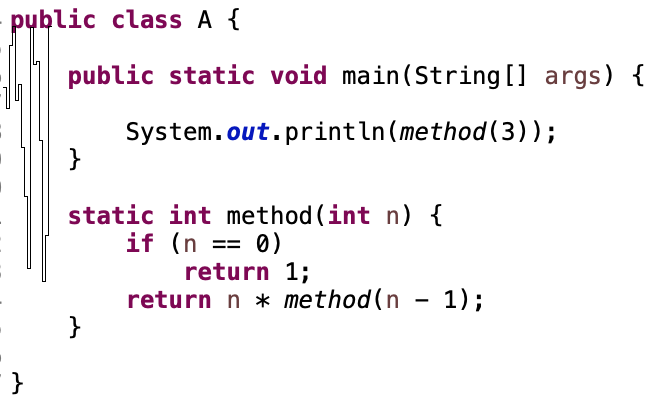 public class A {
public static void main(String[] args) {
System.out.println(method(3));
}
static int method(int n) {
if (n == 0)
return 1;
return n * method(n - 1);
}
}